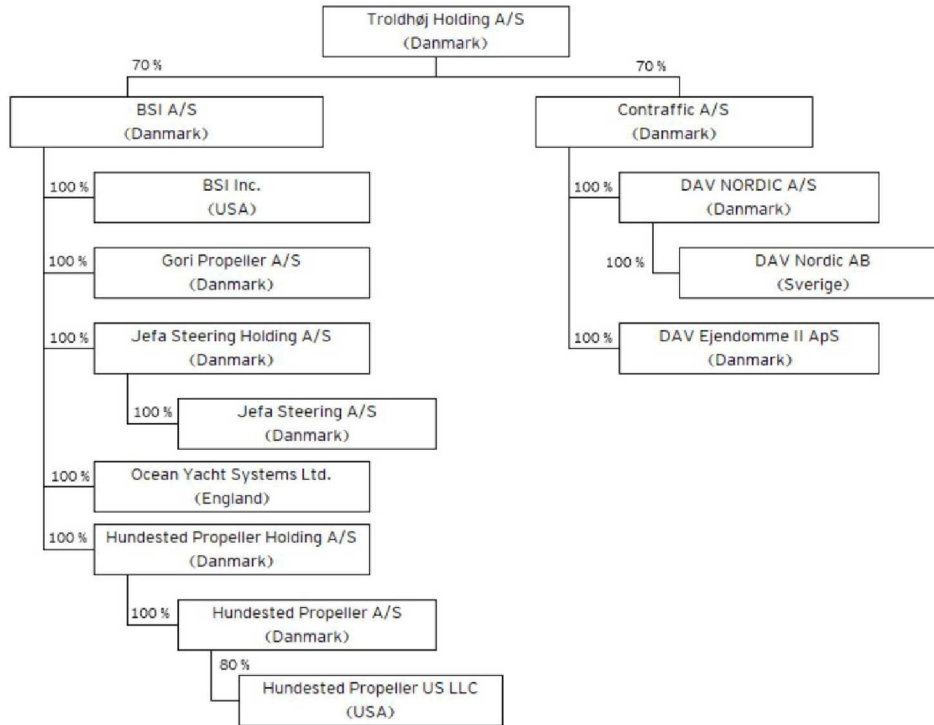 Troldhøj Holding A/S
(Danmark)
70 %
70 %
BSI A/S
(Danmark)
Contraffic A/S
(Danmark)
100 %
BSI Inc.
(USA)
100 %
DAV NORDIC A/S
(Danmark)
100 %
Gori Propeller A/S
(Danmark)
100 %
DAV Nordic AB
(Sverige)
100 %
Jefa Steering Holding A/S
(Danmark)
100 %
DAV Ejendomme II ApS
(Danmark)
100 %
Jefa Steering A/S
(Danmark)
100 %
Ocean Yacht Systems Ltd.
(England)
100 %
Hundested Propeller Holding A/S
(Danmark)
100 %
Hundested Propeller A/S
(Danmark)
80 %
Hundested Propeller US LLC
(USA)